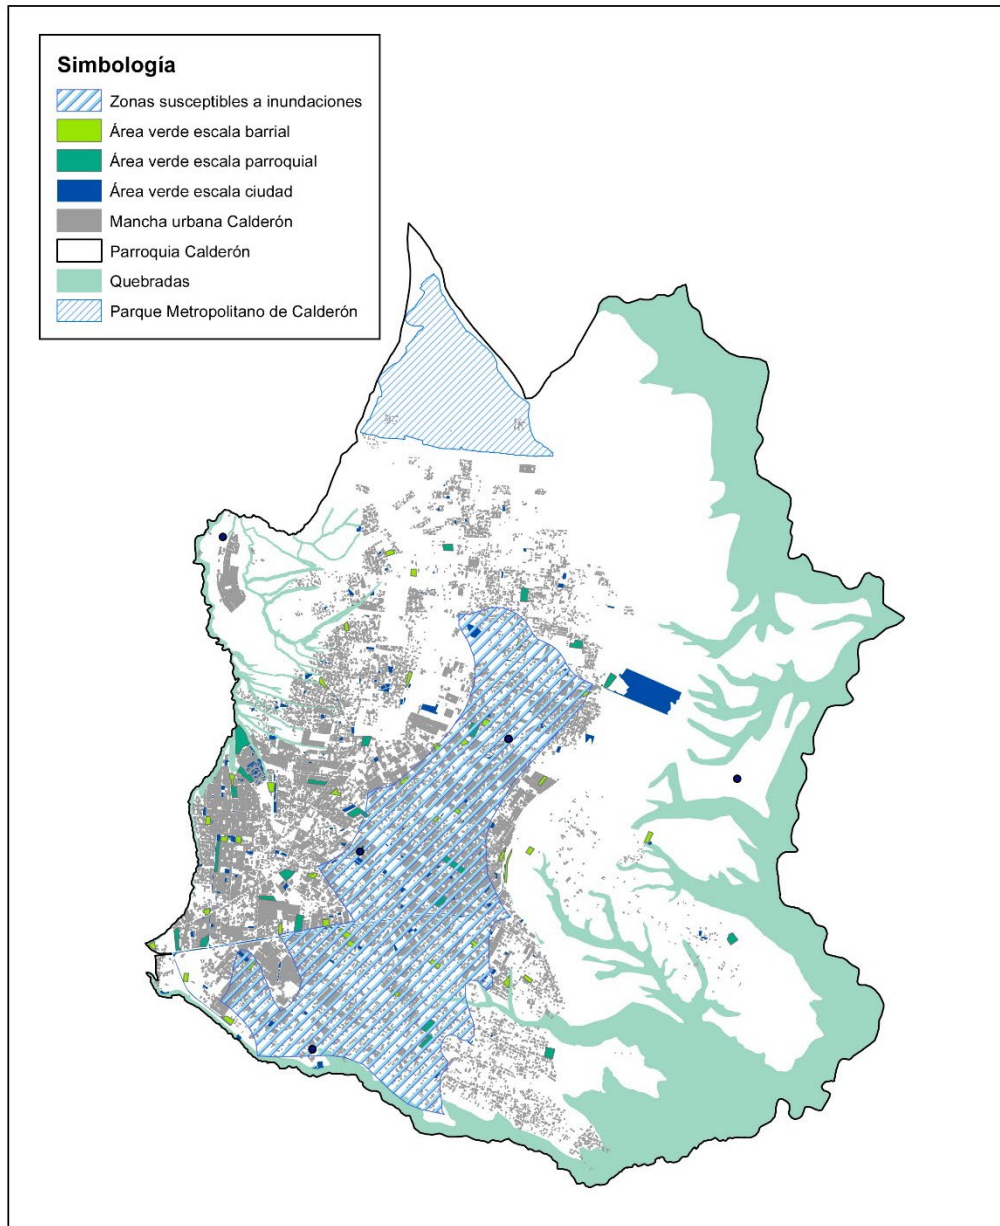 Simbología
Zonas susceptibles a inundaciones
Área verde escala barrial
Área verde escala parroquial
Área verde escala ciudad
Mancha urbana Calderón
Parroquia Calderón
Quebradas
Parque Metropolitano de Calderón